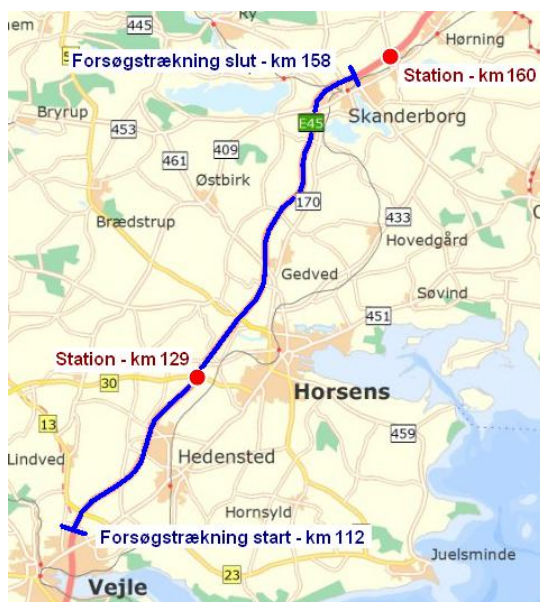 445
Ry
Hørning
Forsøgstrækning slut - km 158
Station - km 160
Bryrup
Skanderborg
E45
453
409
461
Østbirk
170
Brædstrup
433
Hovedgård
Gedved
Søvind
451
Station - km 129
30
Horsens
13
459
Lindved
Hedensted
Hornsyld
Forsøgstrækning start - km 112
Juelsminde
23
Vejle